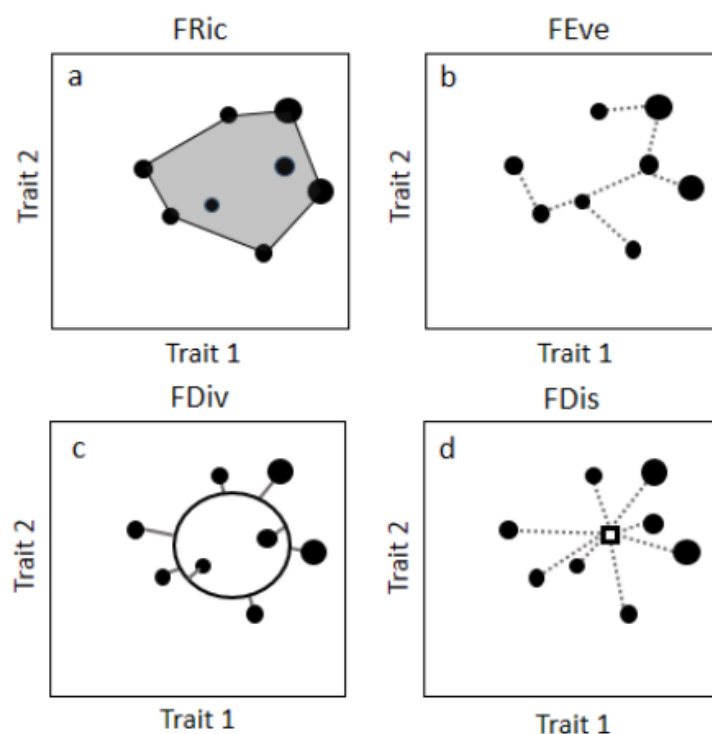 FRic
a
Trait 2
Trait 1
FEve
b
Trait 2
Trait 1
FDiv
c
Trait 2
Trait 1
FDis
d
Trait 2
Trait 1